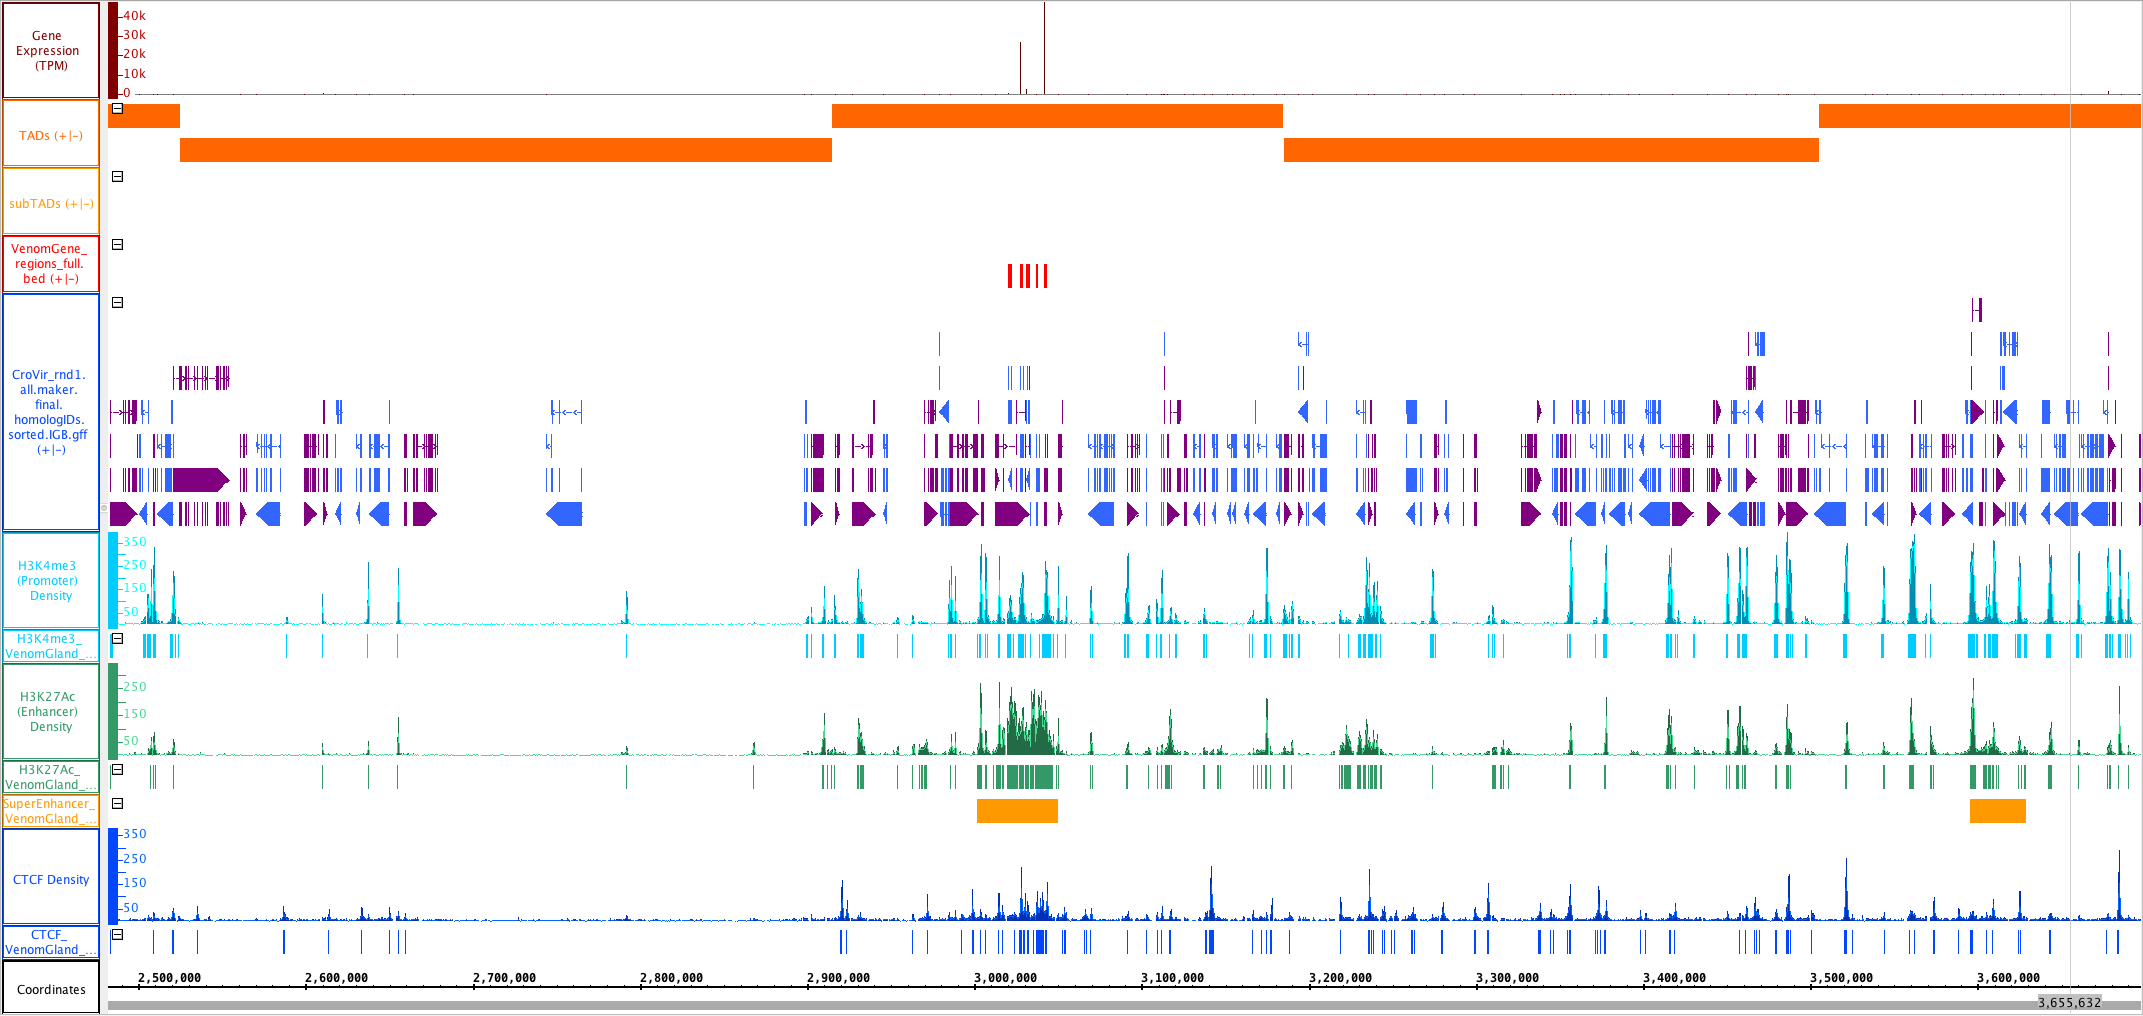 Gene
Expression
(TPM)
40k
30k
20k
10k
0
TADs (+|-)
subTADs (+|-)
VenomGene_
regions_full.
bed (+|-)
CroVir_rnd1.
all.maker.
final.
homologIDs.
sorted.IGB.gff
(+|-)
H3K4me3
(Promoter)
Density
350
250
150
50
H3K4me3_
VenomGland_...
H3K27Ac
(Enhancer)
Density
250
150
50
H3K27Ac_
VenomGland_...
SuperEnhancer_
VenomGland_...
CTCF Density
350
250
150
50
CTCF_
VenomGland_...
Coordinates
2,500,000 2,600,000 2,700,000 2,800,000 2,900,000 3,000,000 3,100,000 3,200,000 3,300,000 3,400,000 3,500,000 3,600,000
3,655,632